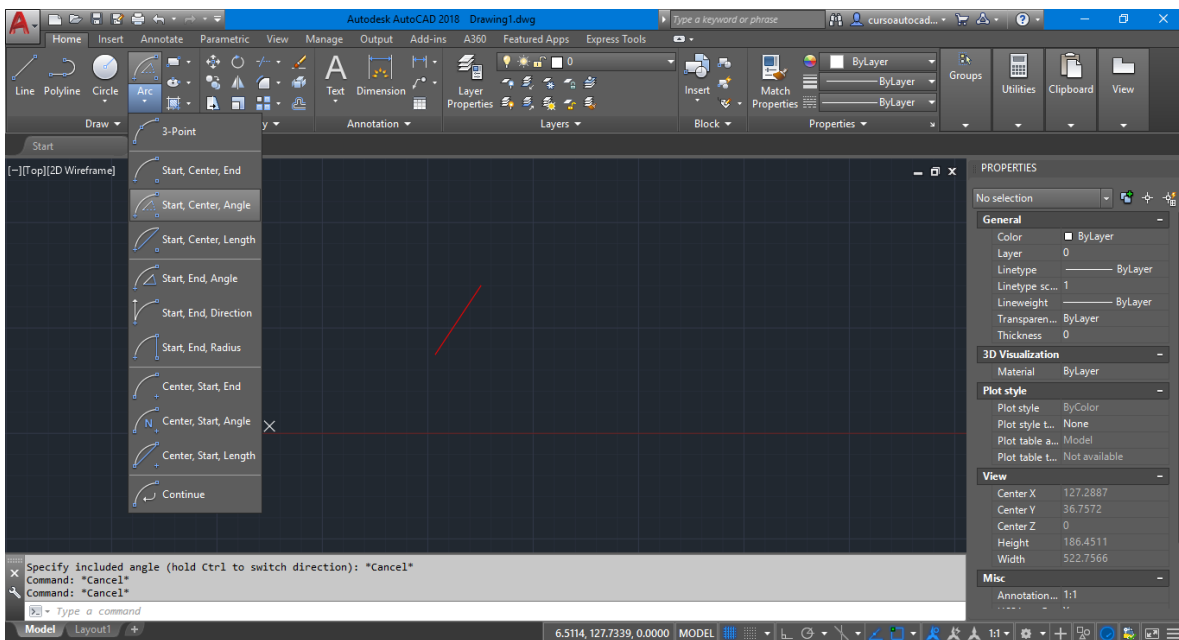 Autodesk AutoCAD 2018 Drawing1.dwg
Type a keyword or phrase
cursoautocad...
Home Insert Annotate Parametric View Manage Output Add-ins A360 Featured Apps Express Tools
Line Polyline Circle Arc
Text Dimension
Layer Properties
0
Insert
Match Properties
ByLayer
ByLayer
ByLayer
Groups
Utilities
Clipboard
View
Draw
y
Annotation
Layers
Block
Properties
Start
[−][Top][2D Wireframe]
3-Point
Start, Center, End
Start, Center, Angle
Start, Center, Length
Start, End, Angle
Start, End, Direction
Start, End, Radius
Center, Start, End
Center, Start, Angle
Center, Start, Length
Continue
PROPERTIES
No selection
General
Color ByLayer
Layer 0
Linetype ByLayer
Linetype sc... 1
Lineweight ByLayer
Transparen... ByLayer
Thickness 0
3D Visualization
Material ByLayer
Plot style
Plot style ByColor
Plot style t... None
Plot table a... Model
Plot table t... Not available
View
Center X 127.2887
Center Y 36.7572
Center Z 0
Height 186.4511
Width 522.7566
Misc
Annotation... 1:1
Specify included angle (hold Ctrl to switch direction): *Cancel*
Command: *Cancel*
Command: *Cancel*
Type a command
Model Layout1 +
6.5114, 127.7339, 0.0000 MODEL 1:1